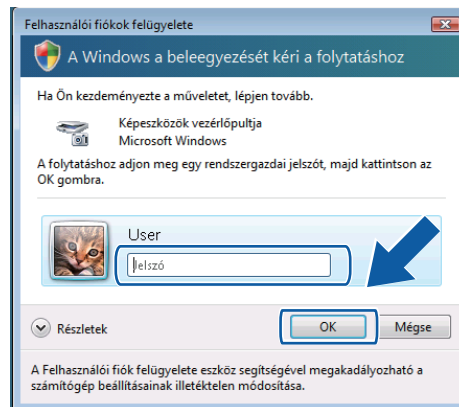 Felhasználói fiókok felügyelete
A Windows a beleegyezését kéri a folytatáshoz
Ha Ön kezdeményezte a műveletet, lépjen tovább.
Képeszközök vezérlőpultja
Microsoft Windows
A folytatáshoz adjon meg egy rendszergazdai jelszót, majd kattintson az
OK gombra.
User
Jelszó
Részletek
OK
Mégse
A Felhasználói fiók felügyelete eszköz segítségével megakadályozható a
számítógép beállításainak illetéktelen módosítása.